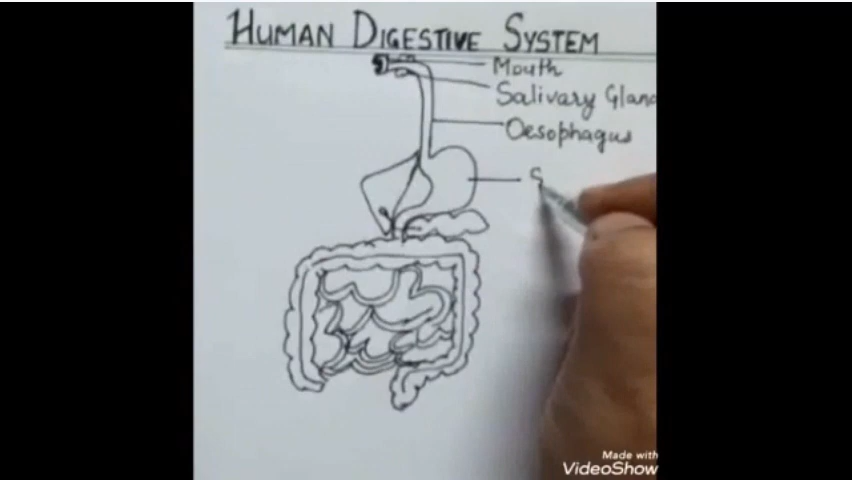 HUMAN DIGESTIVE SYSTEM
Mouth
Salivary Gland
Oesophagus
S
Made with
VideoShow